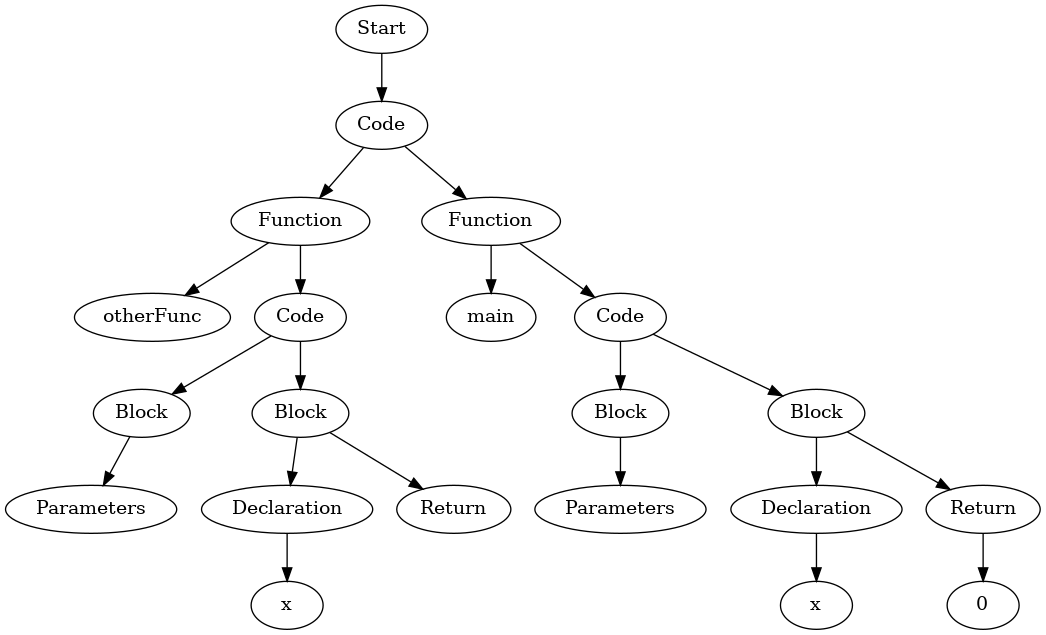 Start
Code
Function
Function
otherFunc
Code
main
Code
Block
Block
Block
Block
Parameters
Declaration
Return
Parameters
Declaration
Return
x
x
0